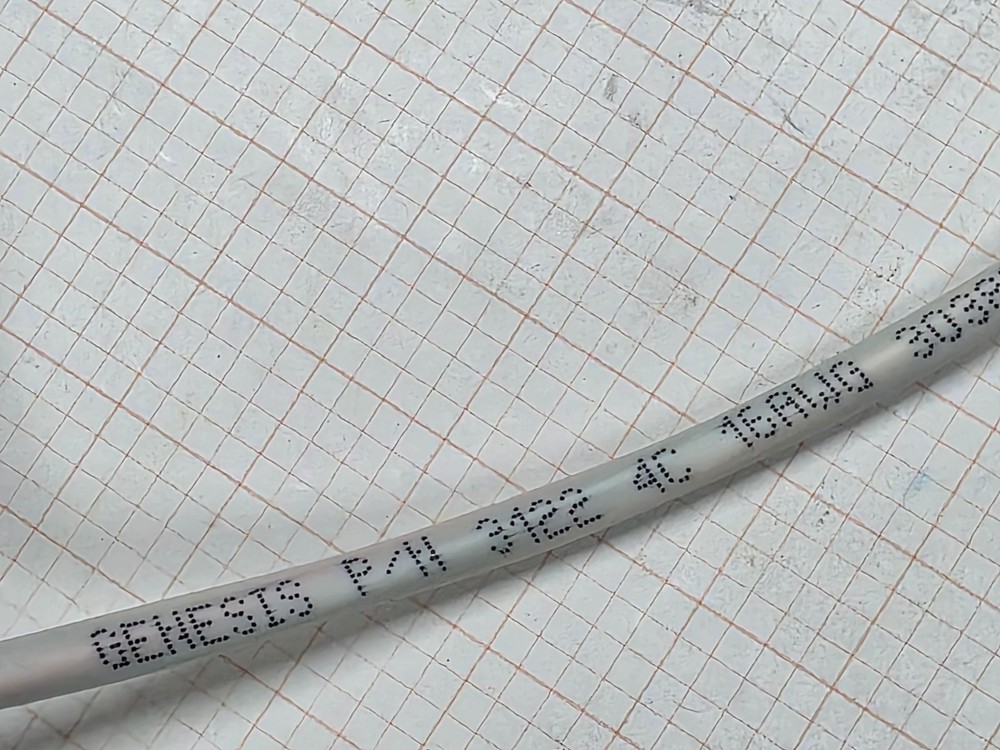 GENESIS P/N 3122 4C 16AWG